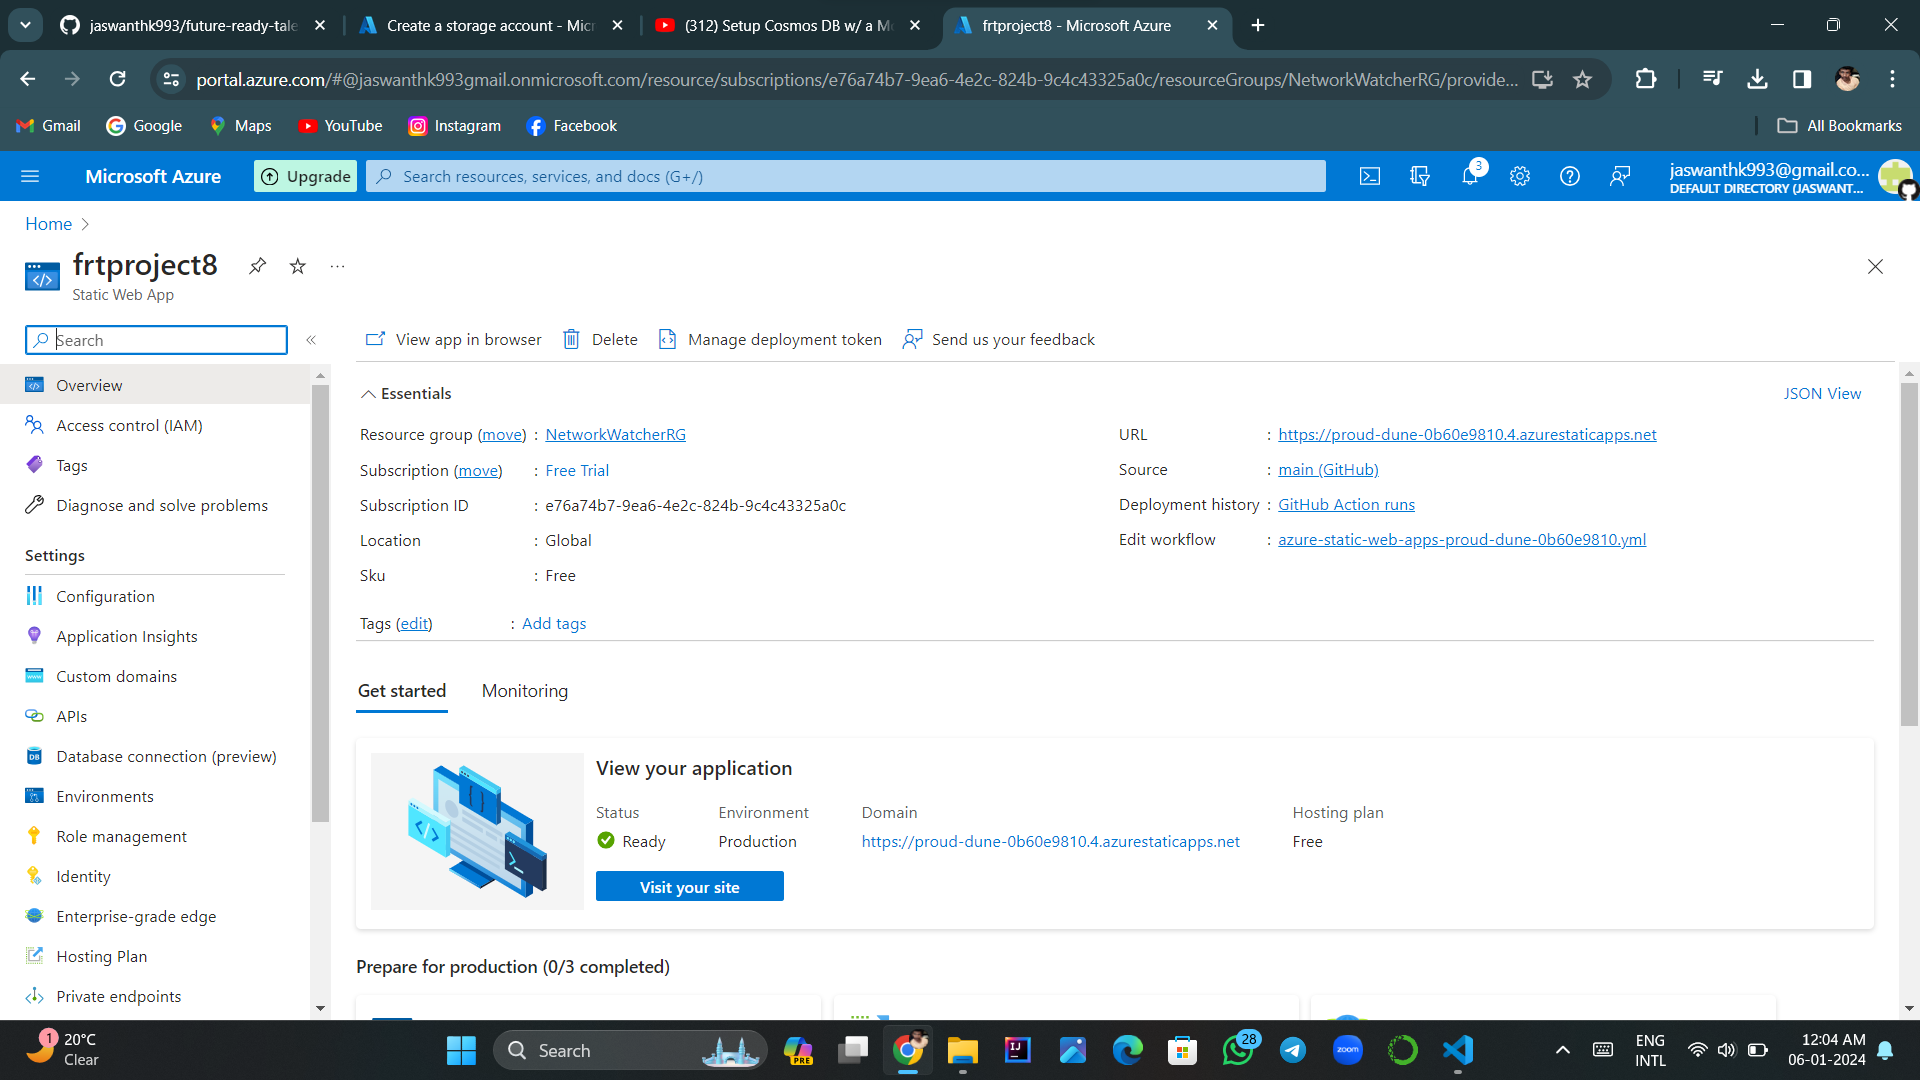 jaswanthk993/future-ready-tale
Create a storage account - Micr
(312) Setup Cosmos DB w/ a Mo
frtproject8 - Microsoft Azure
portal.azure.com/#@jaswanthk993gmail.onmicrosoft.com/resource/subscriptions/e76a74b7-9ea6-4e2c-824b-9c4c43325a0c/resourceGroups/NetworkWatcherRG/provide...
Gmail
Google
Maps
YouTube
Instagram
Facebook
All Bookmarks
Microsoft Azure
Upgrade
Search resources, services, and docs (G+/)
3
jaswanthk993@gmail.co...
DEFAULT DIRECTORY (JASWANT...
Home
frtproject8
Static Web App
Search
View app in browser
Delete
Manage deployment token
Send us your feedback
Overview
Access control (IAM)
Tags
Diagnose and solve problems
Settings
Configuration
Application Insights
Custom domains
APIs
Database connection (preview)
Environments
Role management
Identity
Enterprise-grade edge
Hosting Plan
Private endpoints
Essentials
JSON View
Resource group (move) : NetworkWatcherRG
Subscription (move) : Free Trial
Subscription ID : e76a74b7-9ea6-4e2c-824b-9c4c43325a0c
Location : Global
Sku : Free
URL : https://proud-dune-0b60e9810.4.azurestaticapps.net
Source : main (GitHub)
Deployment history : GitHub Action runs
Edit workflow : azure-static-web-apps-proud-dune-0b60e9810.yml
Tags (edit) : Add tags
Get started
Monitoring
View your application
Status
Environment
Domain
Hosting plan
Ready
Production
https://proud-dune-0b60e9810.4.azurestaticapps.net
Free
Visit your site
Prepare for production (0/3 completed)
1
20°C
Clear
Search
PRE
IJ
28
zoom
ENG
INTL
12:04 AM
06-01-2024